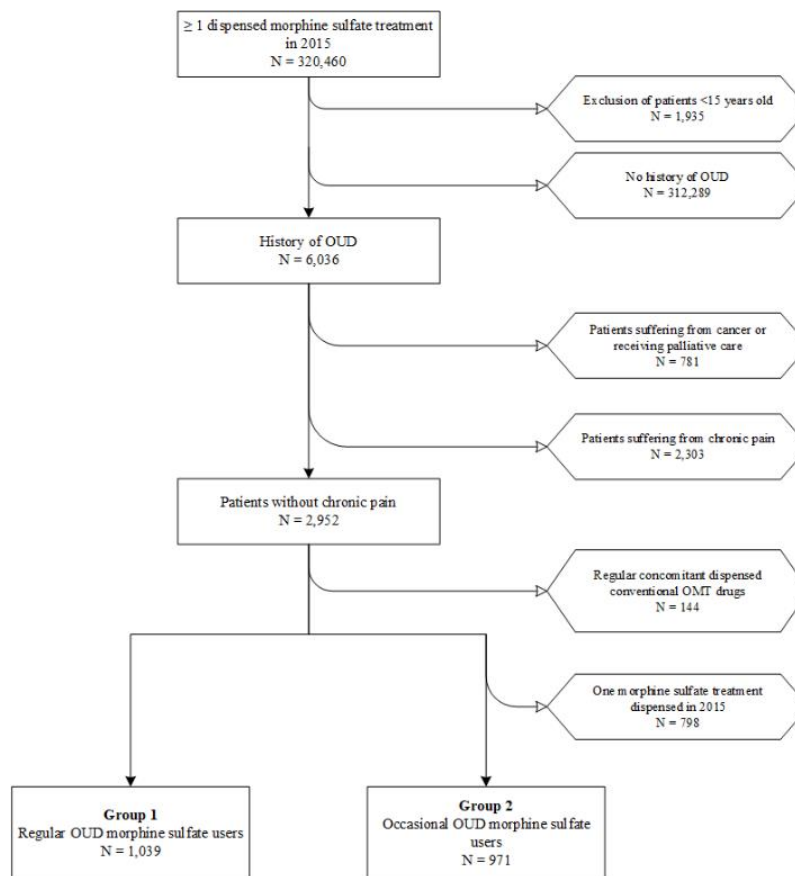 ≥ 1 dispensed morphine sulfate treatment
in 2015
N = 320,460
Exclusion of patients <15 years old
N = 1,935
No history of OUD
N = 312,289
History of OUD
N = 6,036
Patients suffering from cancer or
receiving palliative care
N = 781
Patients suffering from chronic pain
N = 2,303
Patients without chronic pain
N = 2,952
Regular concomitant dispensed
conventional OMT drugs
N = 144
One morphine sulfate treatment
dispensed in 2015
N = 798
Group 1
Regular OUD morphine sulfate users
N = 1,039
Group 2
Occasional OUD morphine sulfate
users
N = 971